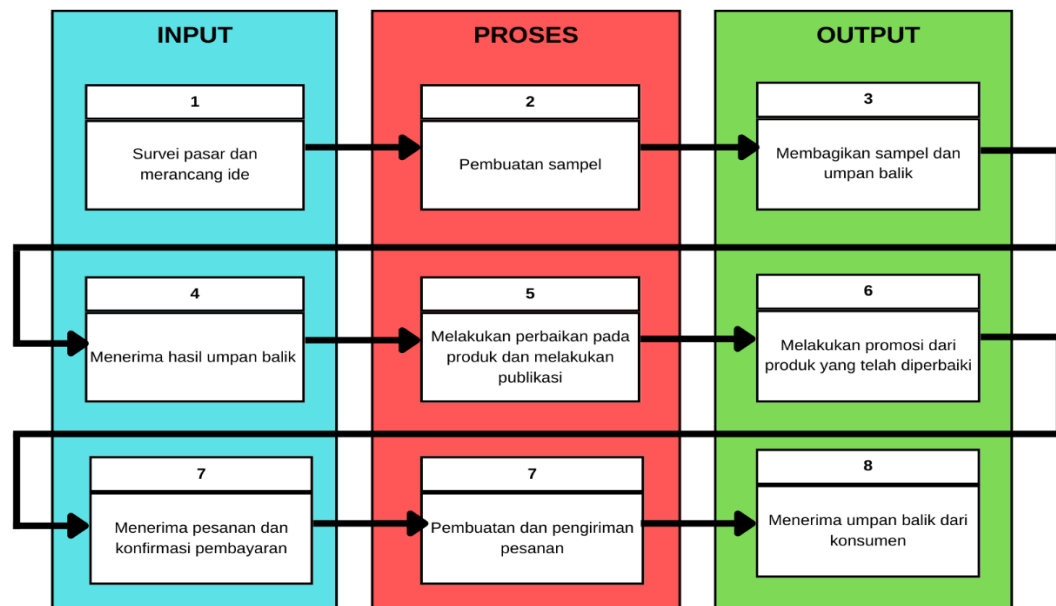 INPUT
PROSES
OUTPUT
1
Survei pasar dan
merancang ide
2
Pembuatan sampel
3
Membagikan sampel dan
umpan balik
4
Menerima hasil umpan balik
5
Melakukan perbaikan pada
produk dan melakukan
publikasi
6
Melakukan promosi dari
produk yang telah diperbaiki
7
Menerima pesanan dan
konfirmasi pembayaran
7
Pembuatan dan pengiriman
pesanan
8
Menerima umpan balik dari
konsumen